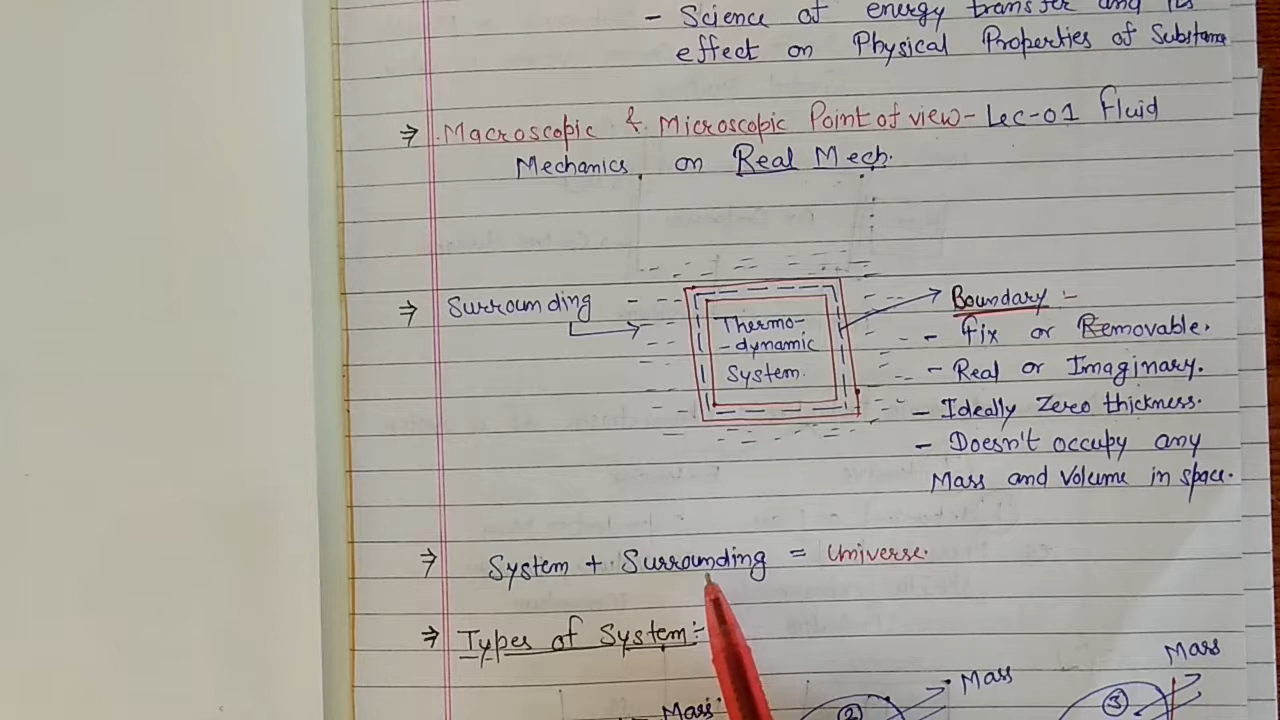 - Science of energy transfer and its
effect on Physical Properties of Substance
⇒ Macroscopic & Microscopic Point of view - Lec-01 Fluid
Mechanics on Real Mech.
⇒ Surrounding
Thermo-
-dynamic
System.
Boundary :-
- Fix or Removable.
- Real or Imaginary.
- Ideally Zero thickness.
- Doesn't occupy any
Mass and Volume in space.
⇒ System + Surrounding = Universe.
⇒ Types of System :-
Mass
② Mass
③ Mass